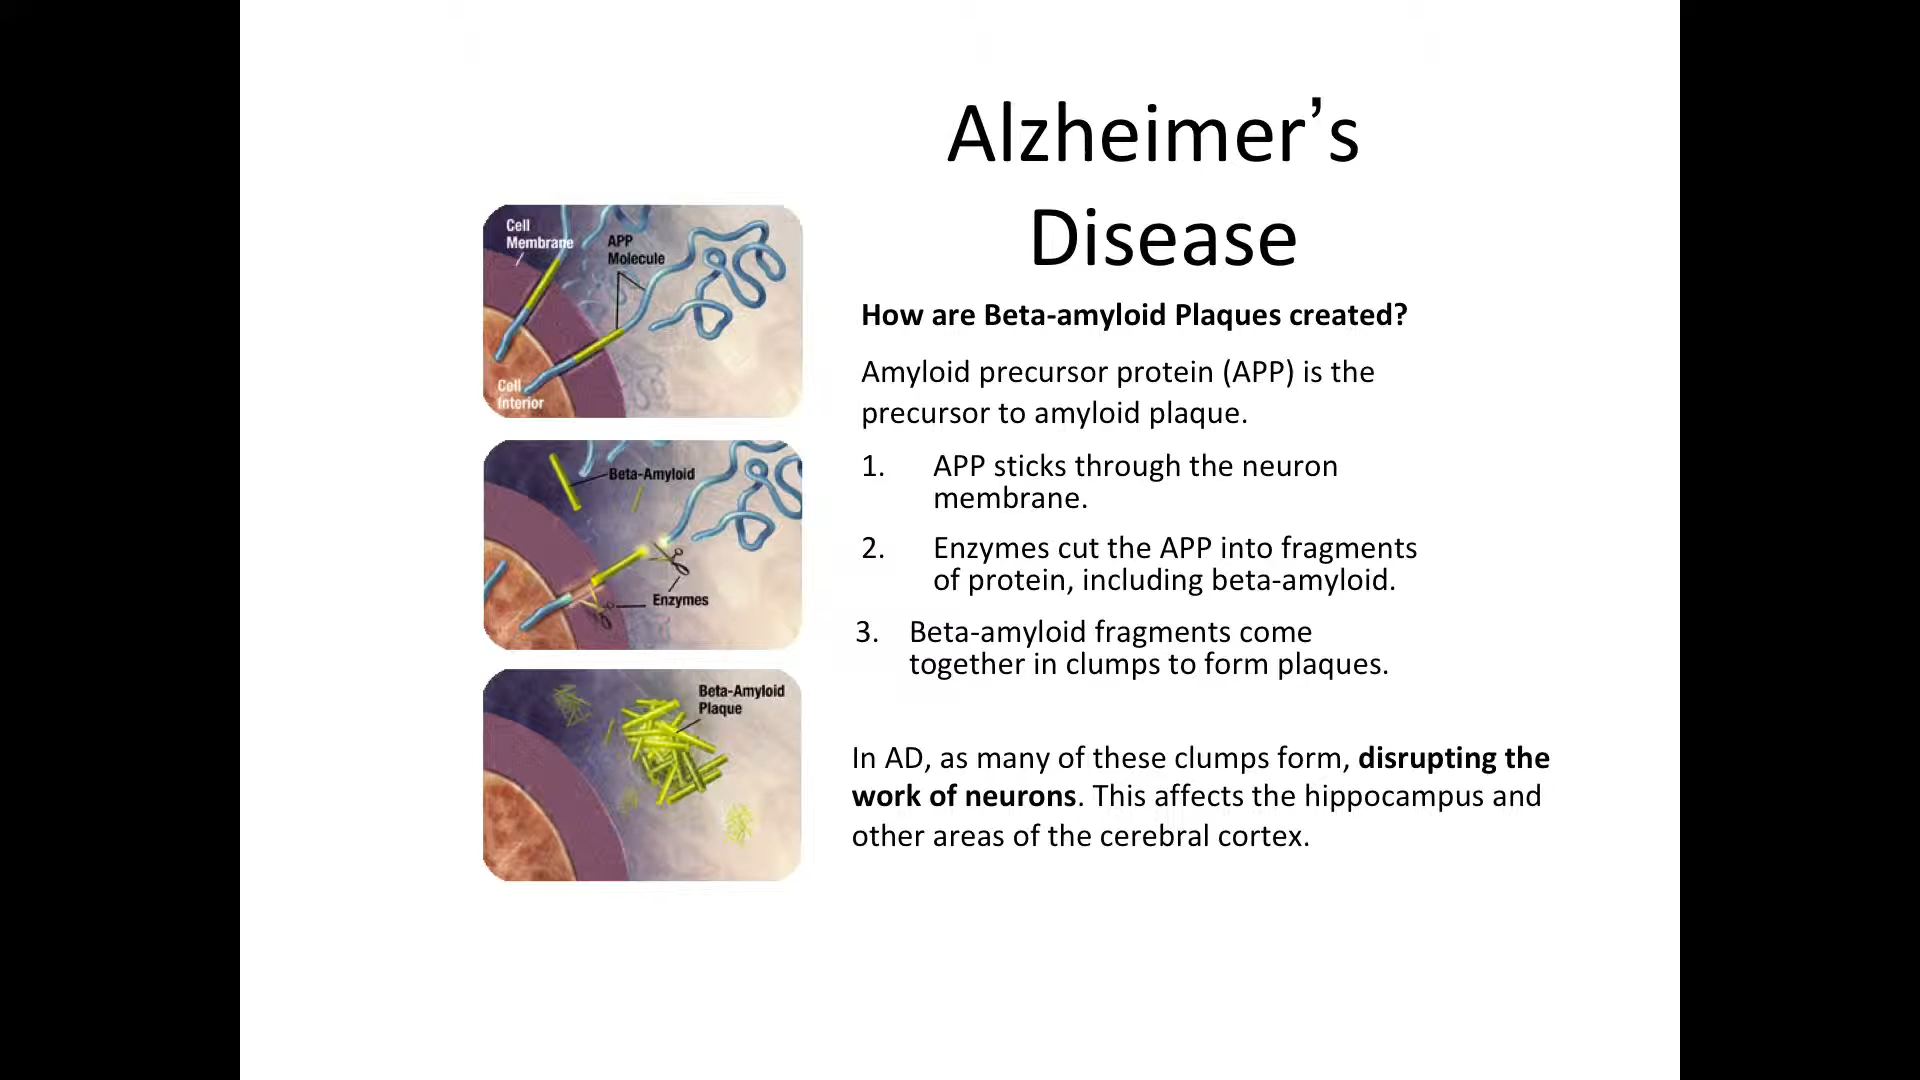 Alzheimer’s
Disease
Cell
Membrane
APP
Molecule
Cell
Interior
Beta-Amyloid
Enzymes
Beta-Amyloid
Plaque
How are Beta-amyloid Plaques created?
Amyloid precursor protein (APP) is the
precursor to amyloid plaque.
1. APP sticks through the neuron
membrane.
2. Enzymes cut the APP into fragments
of protein, including beta-amyloid.
3. Beta-amyloid fragments come
together in clumps to form plaques.
In AD, as many of these clumps form, disrupting the
work of neurons. This affects the hippocampus and
other areas of the cerebral cortex.